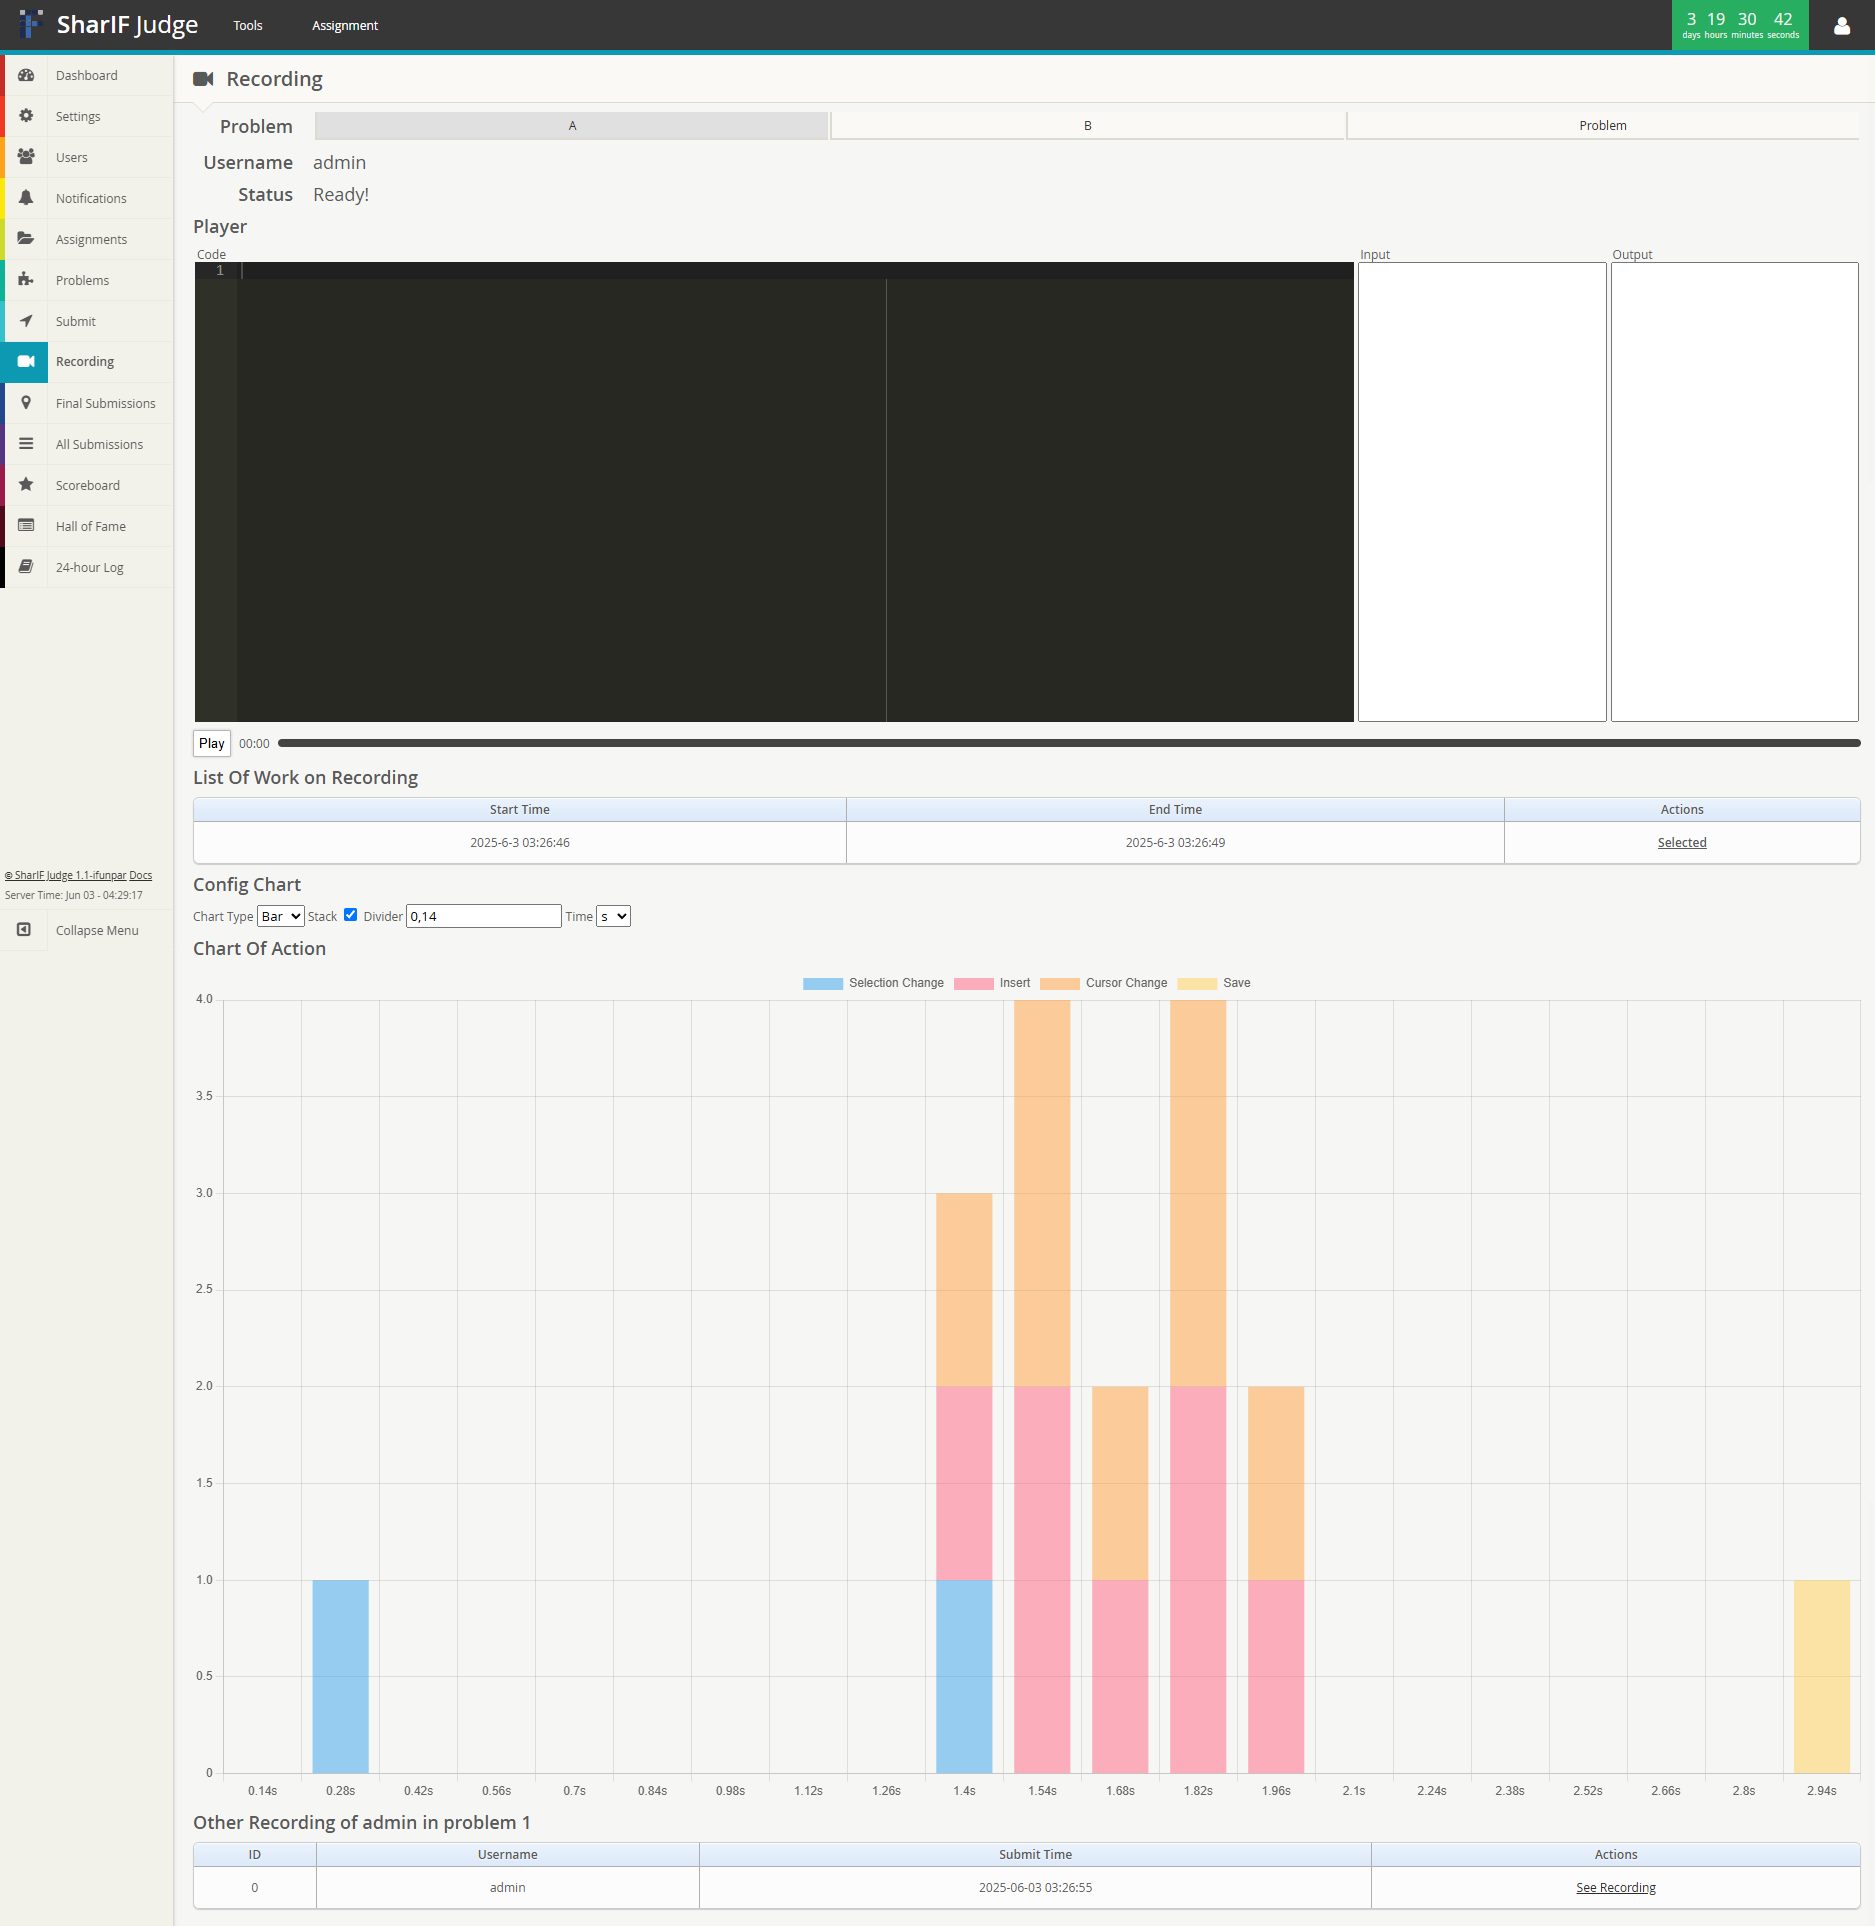 SharIF Judge Tools Assignment 3 19 30 42
days hours minutes seconds
Dashboard
Settings
Users
Notifications
Assignments
Problems
Submit
Recording
Final Submissions
All Submissions
Scoreboard
Hall of Fame
24-hour Log
© SharIF Judge 1.1-ifunpar Docs
Server Time: Jun 03 - 04:29:17
Collapse Menu
Recording
Problem A B Problem
Username admin
Status Ready!
Player
Code Input Output
1
Play 00:00
List Of Work on Recording
Start Time End Time Actions
2025-6-3 03:26:46 2025-6-3 03:26:49 Selected
Config Chart
Chart Type Bar Stack Divider 0,14 Time s
Chart Of Action
Selection Change Insert Cursor Change Save
4.0
3.5
3.0
2.5
2.0
1.5
1.0
0.5
0
0.14s 0.28s 0.42s 0.56s 0.7s 0.84s 0.98s 1.12s 1.26s 1.4s 1.54s 1.68s 1.82s 1.96s 2.1s 2.24s 2.38s 2.52s 2.66s 2.8s 2.94s
Other Recording of admin in problem 1
ID Username Submit Time Actions
0 admin 2025-06-03 03:26:55 See Recording